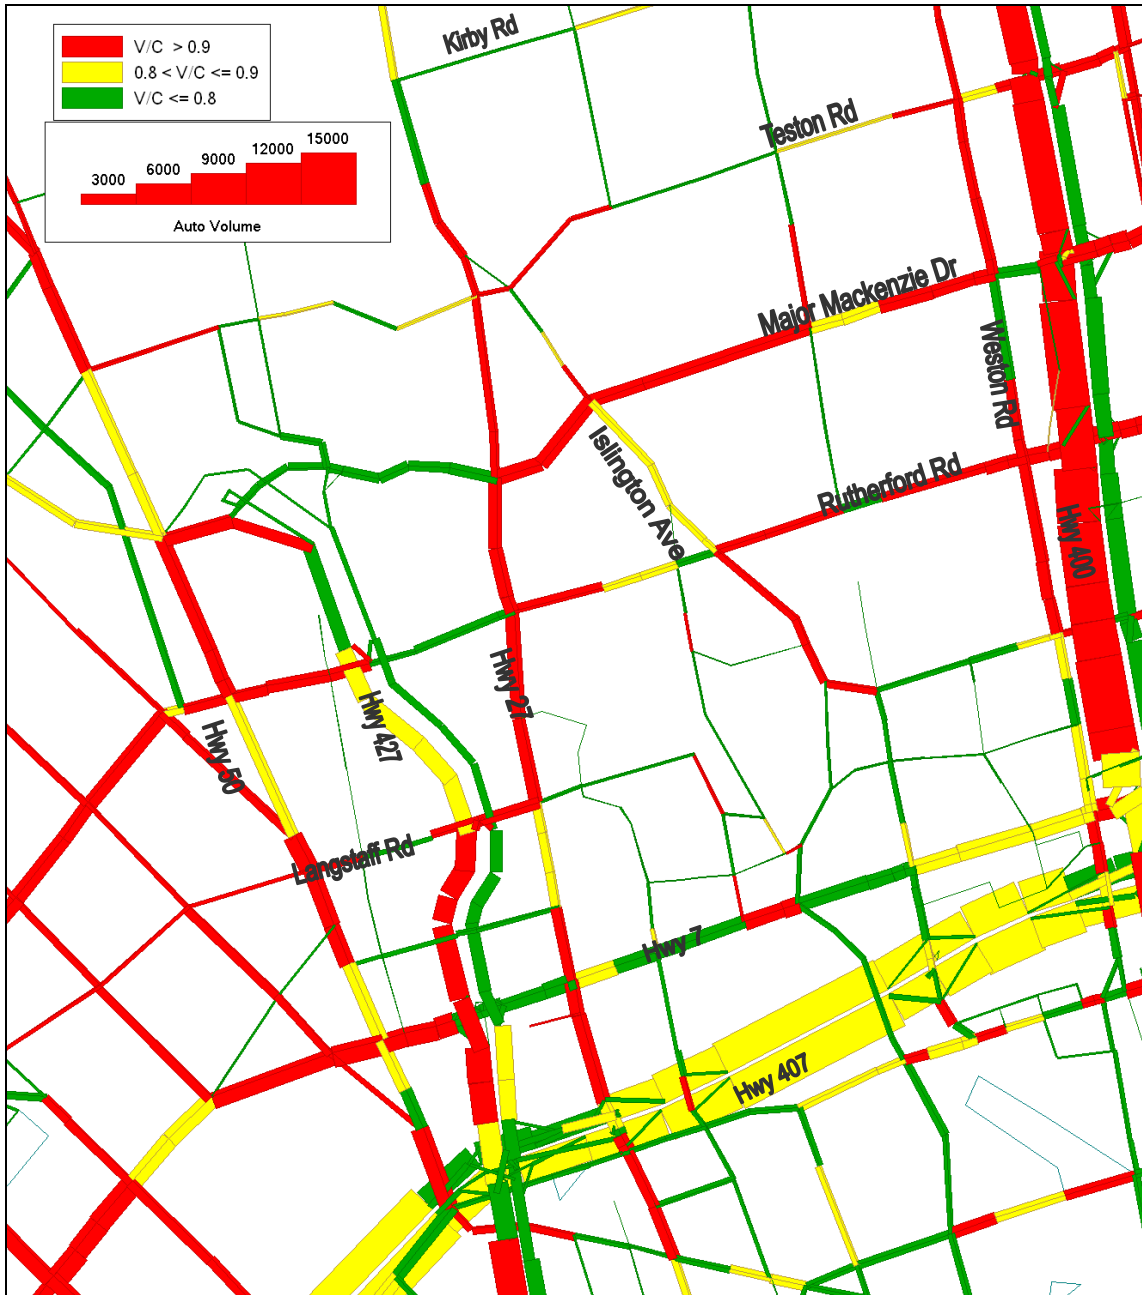 V/C > 0.9
0.8 < V/C <= 0.9
V/C <= 0.8
3000 6000 9000 12000 15000
Auto Volume
Kirby Rd
Teston Rd
Major Mackenzie Dr
Weston Rd
Islington Ave
Rutherford Rd
Hwy 400
Hwy 27
Hwy 427
Hwy 50
Langstaff Rd
Hwy 7
Hwy 407